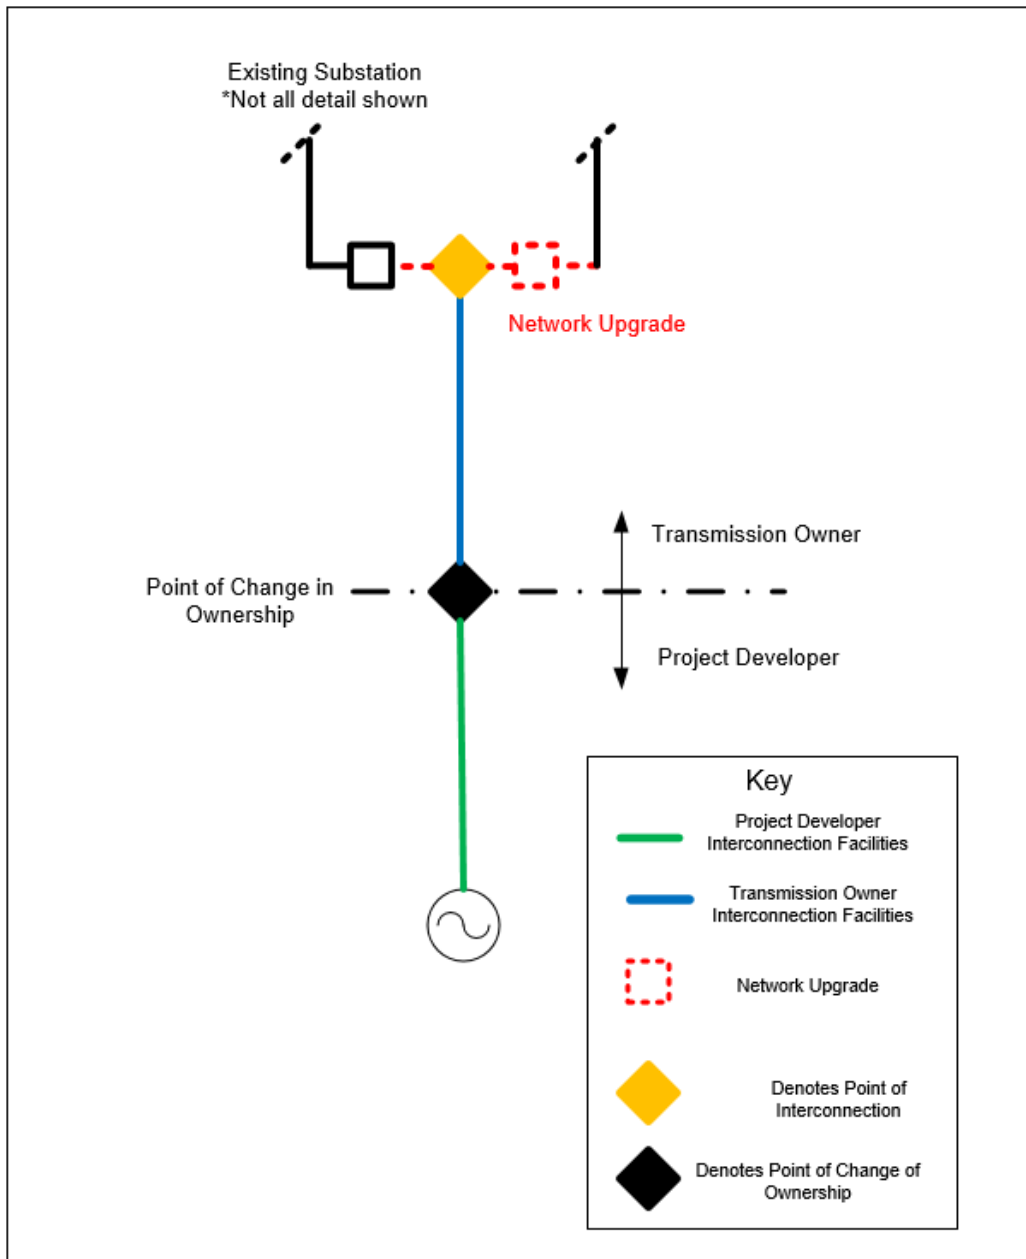 Existing Substation
*Not all detail shown
Network Upgrade
Transmission Owner
Point of Change in
Ownership
Project Developer
Key
Project Developer
Interconnection Facilities
Transmission Owner
Interconnection Facilities
Network Upgrade
Denotes Point of
Interconnection
Denotes Point of Change of
Ownership